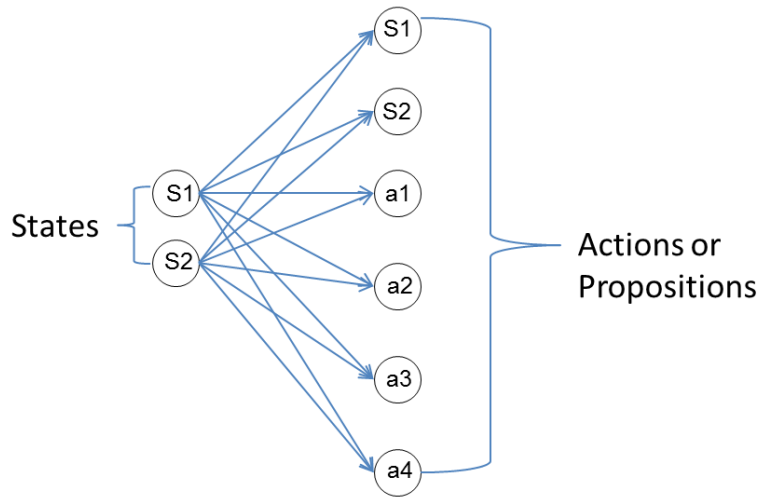 S1
S2
S1
a1
States
S2
Actions or
Propositions
a2
a3
a4